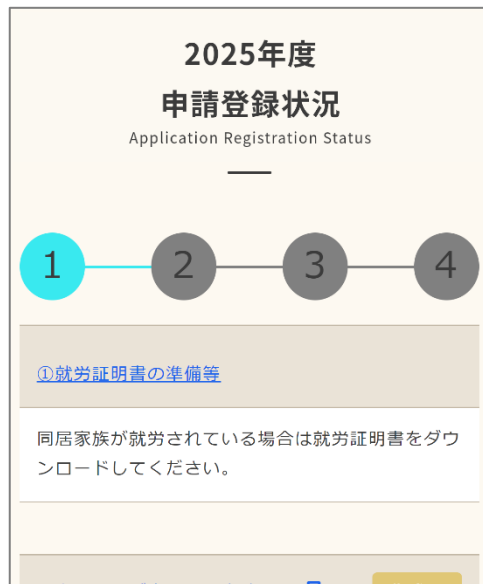 2025年度
申請登録状況
Application Registration Status
1 2 3 4
①就労証明書の準備等
同居家族が就労されている場合は就労証明書をダウ
ンロードしてください。